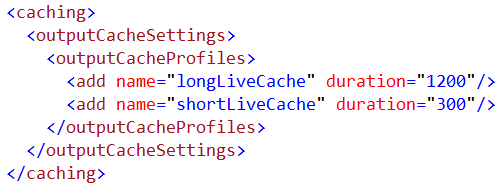 <caching>
  <outputCacheSettings>
    <outputCacheProfiles>
      <add name="longLiveCache" duration="1200"/>
      <add name="shortLiveCache" duration="300"/>
    </outputCacheProfiles>
  </outputCacheSettings>
</caching>